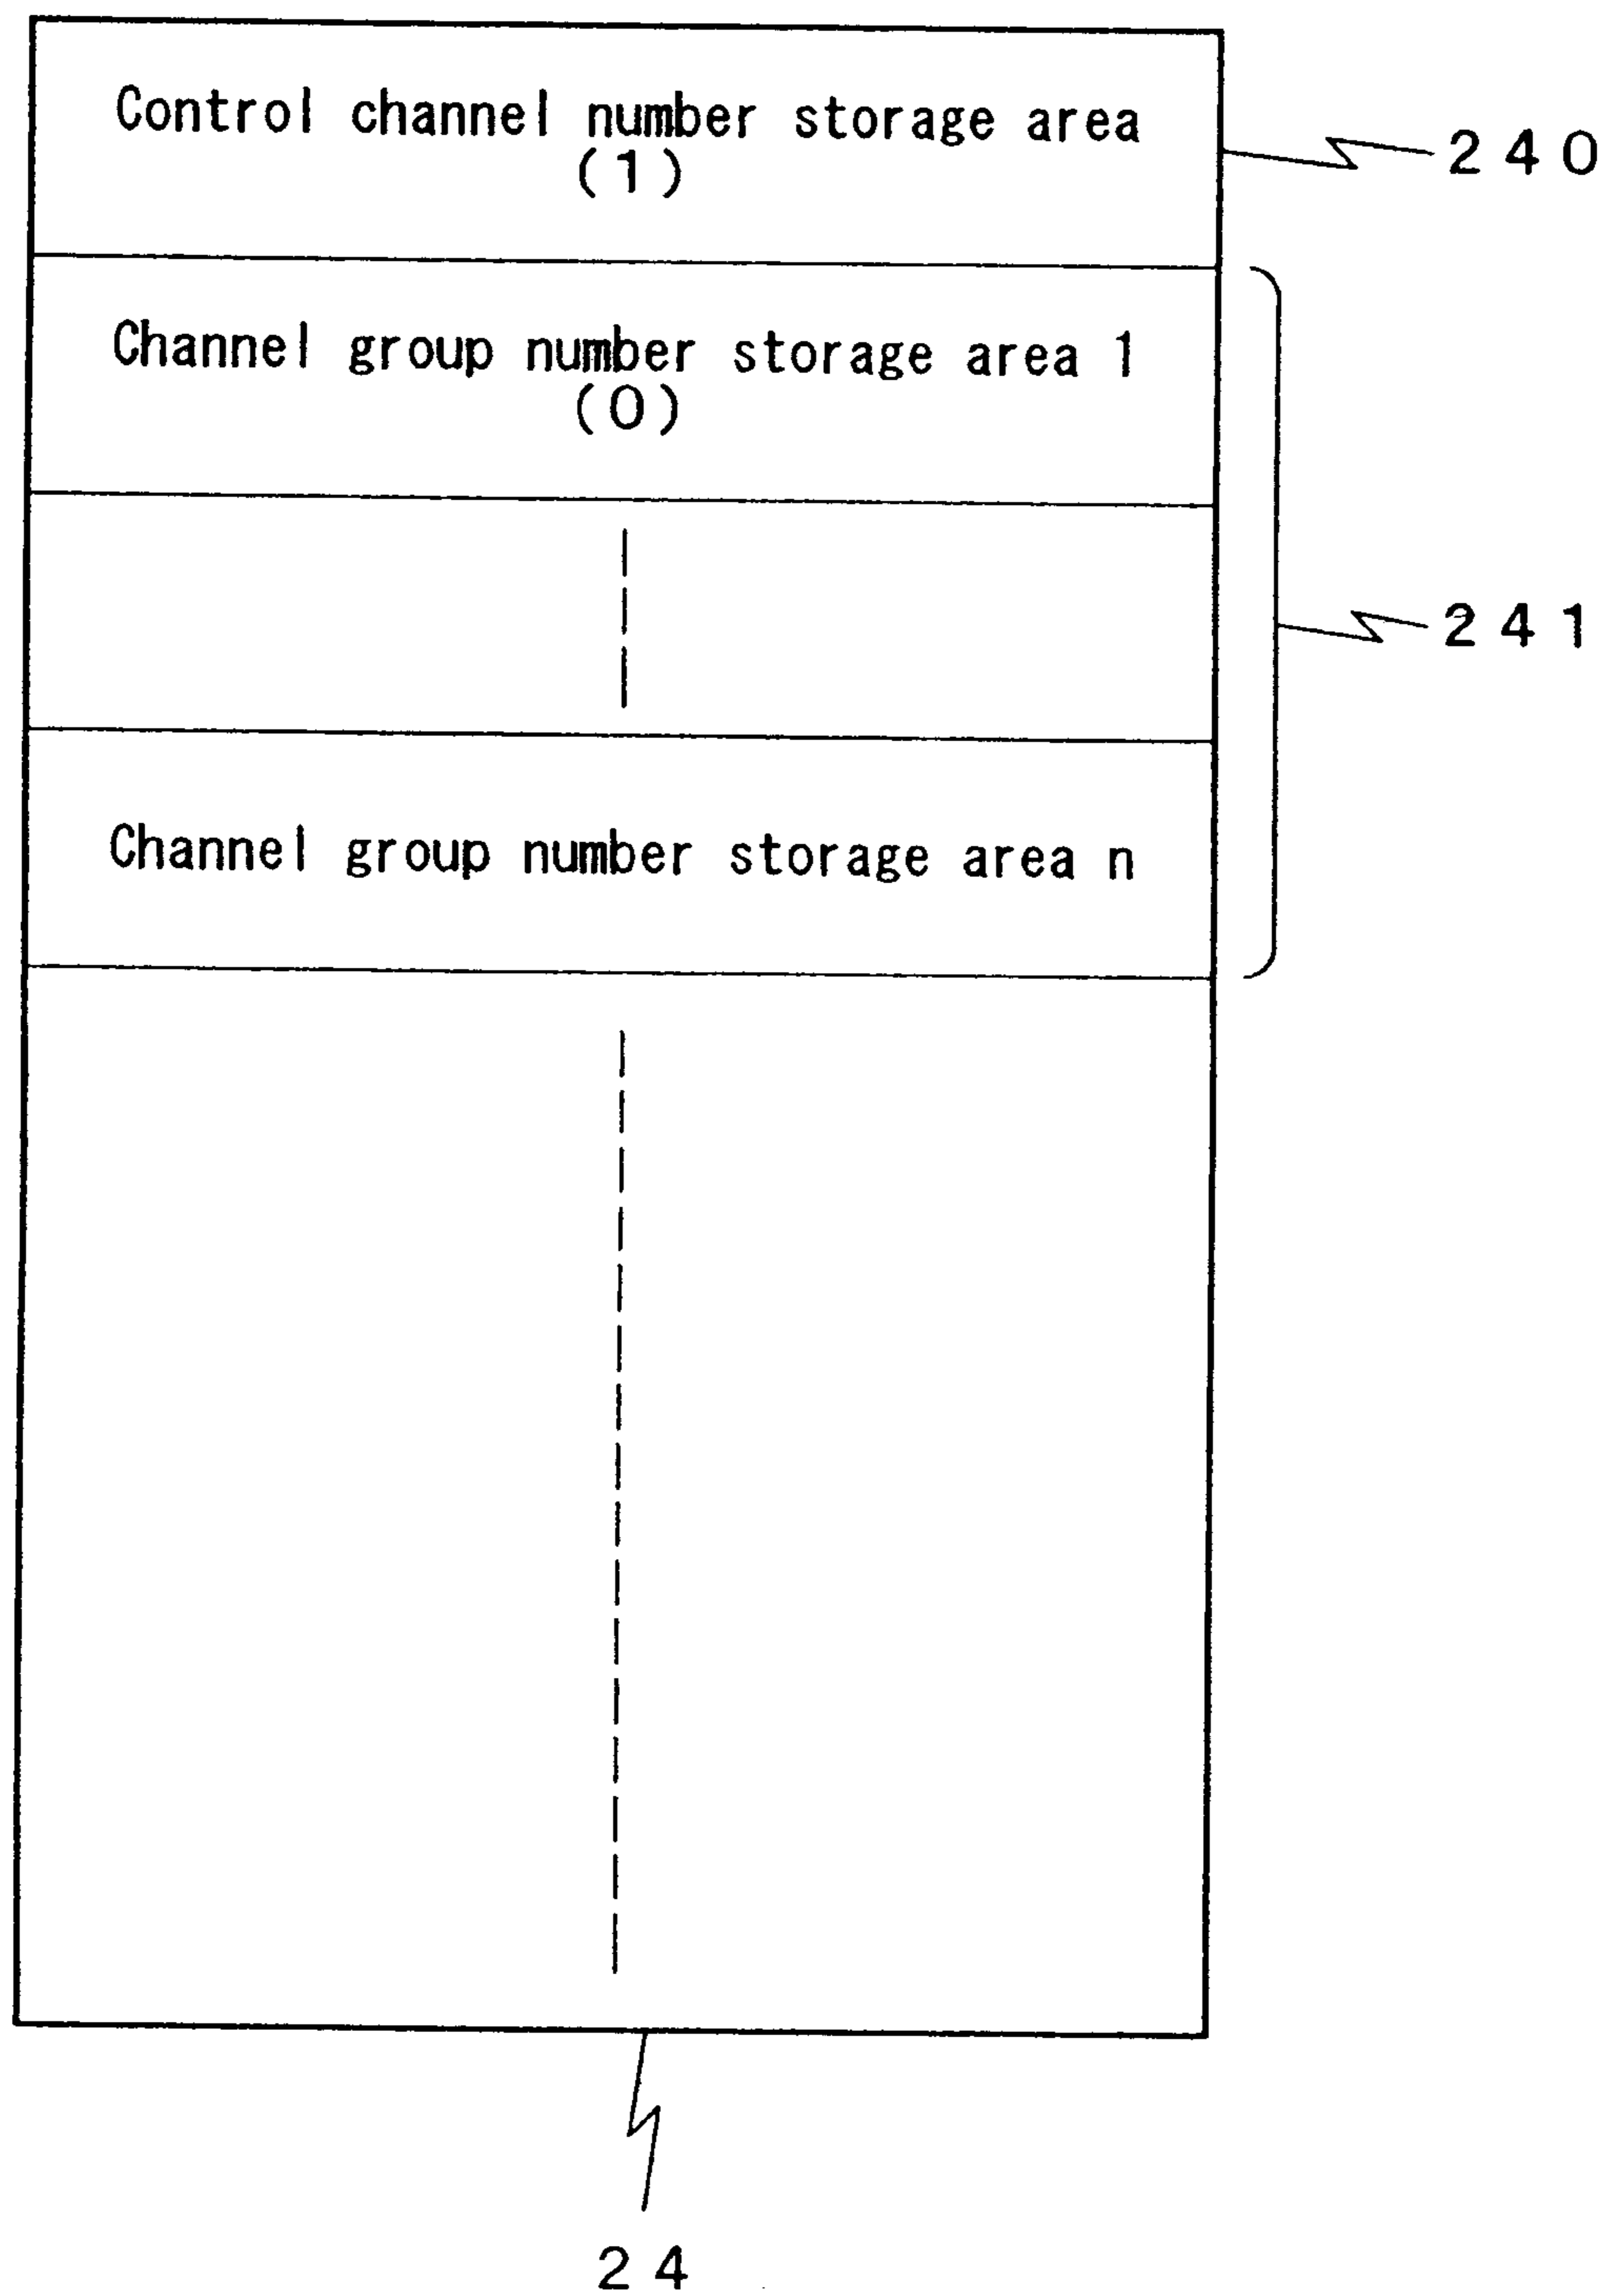 Control channel number storage area
(1)
240
Channel group number storage area 1
(0)
241
Channel group number storage area n
24